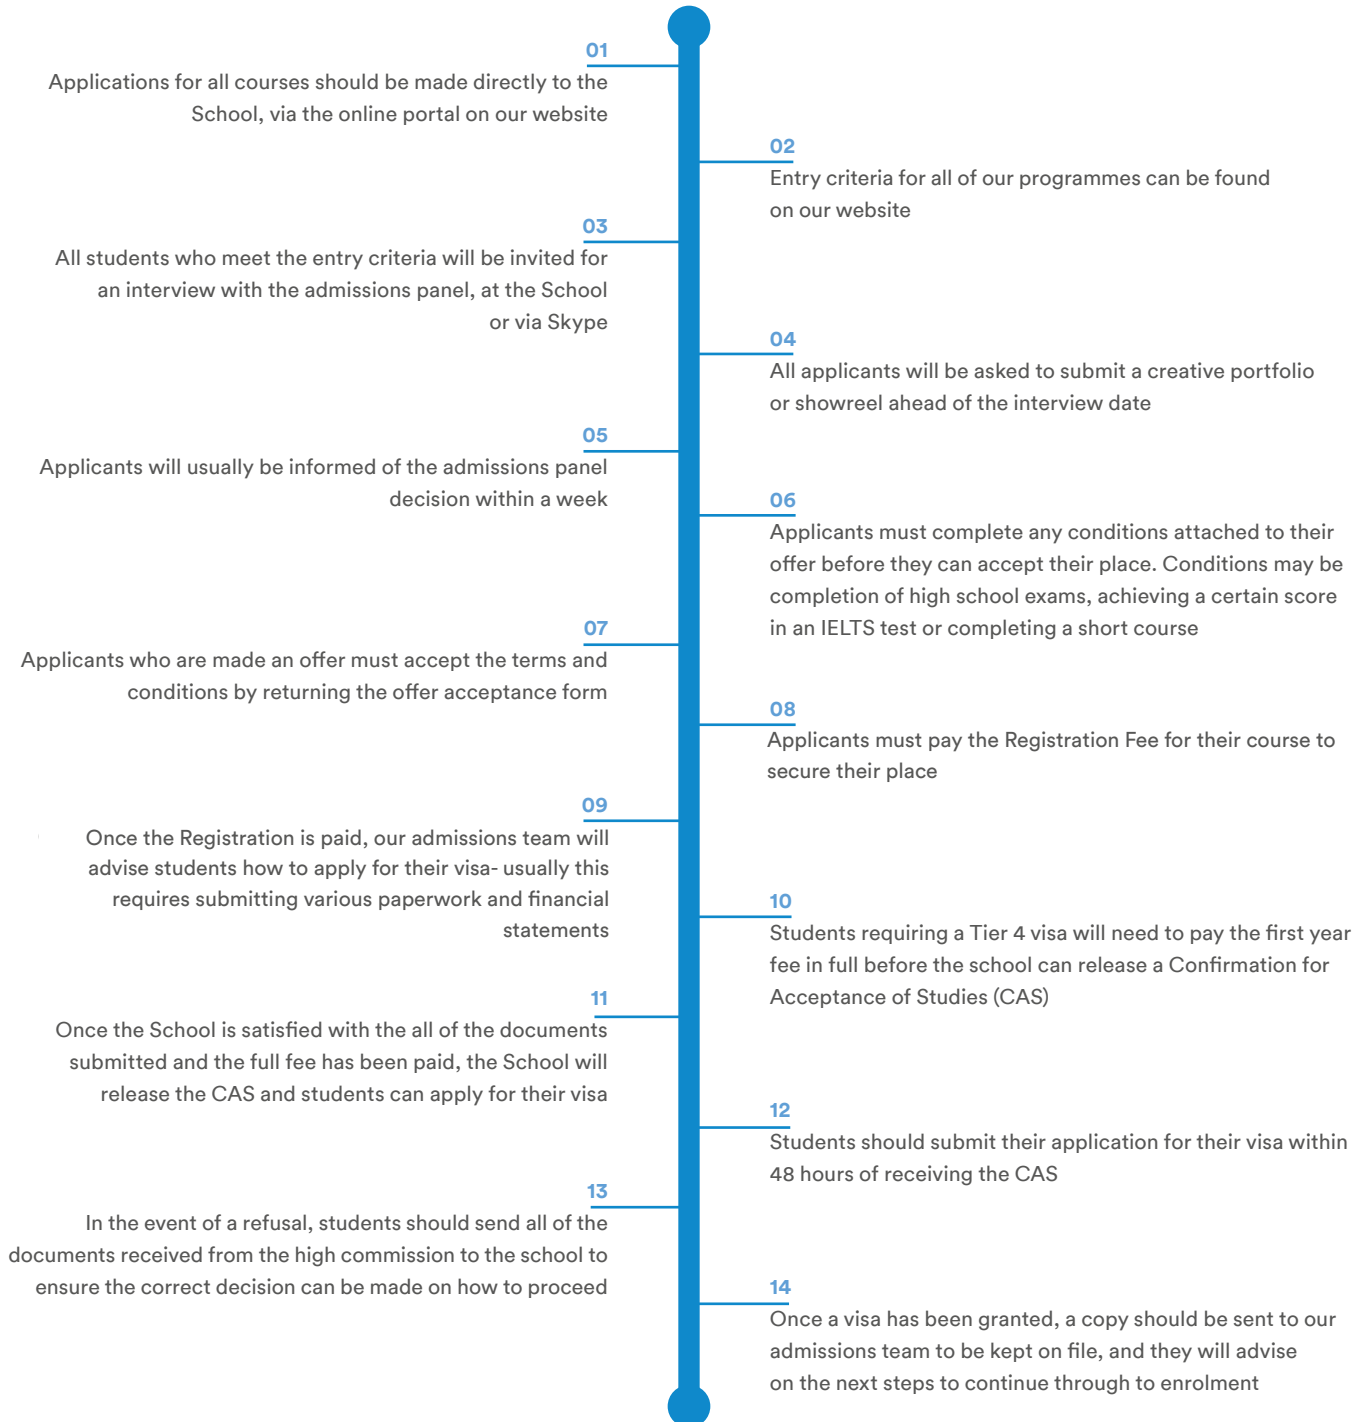 01
Applications for all courses should be made directly to the
School, via the online portal on our website
02
Entry criteria for all of our programmes can be found
on our website
03
All students who meet the entry criteria will be invited for
an interview with the admissions panel, at the School
or via Skype
04
All applicants will be asked to submit a creative portfolio
or showreel ahead of the interview date
05
Applicants will usually be informed of the admissions panel
decision within a week
06
Applicants must complete any conditions attached to their
offer before they can accept their place. Conditions may be
completion of high school exams, achieving a certain score
in an IELTS test or completing a short course
07
Applicants who are made an offer must accept the terms and
conditions by returning the offer acceptance form
08
Applicants must pay the Registration Fee for their course to
secure their place
09
Once the Registration is paid, our admissions team will
advise students how to apply for their visa- usually this
requires submitting various paperwork and financial
statements
10
Students requiring a Tier 4 visa will need to pay the first year
fee in full before the school can release a Confirmation for
Acceptance of Studies (CAS)
11
Once the School is satisfied with the all of the documents
submitted and the full fee has been paid, the School will
release the CAS and students can apply for their visa
12
Students should submit their application for their visa within
48 hours of receiving the CAS
13
In the event of a refusal, students should send all of the
documents received from the high commission to the school to
ensure the correct decision can be made on how to proceed
14
Once a visa has been granted, a copy should be sent to our
admissions team to be kept on file, and they will advise
on the next steps to continue through to enrolment